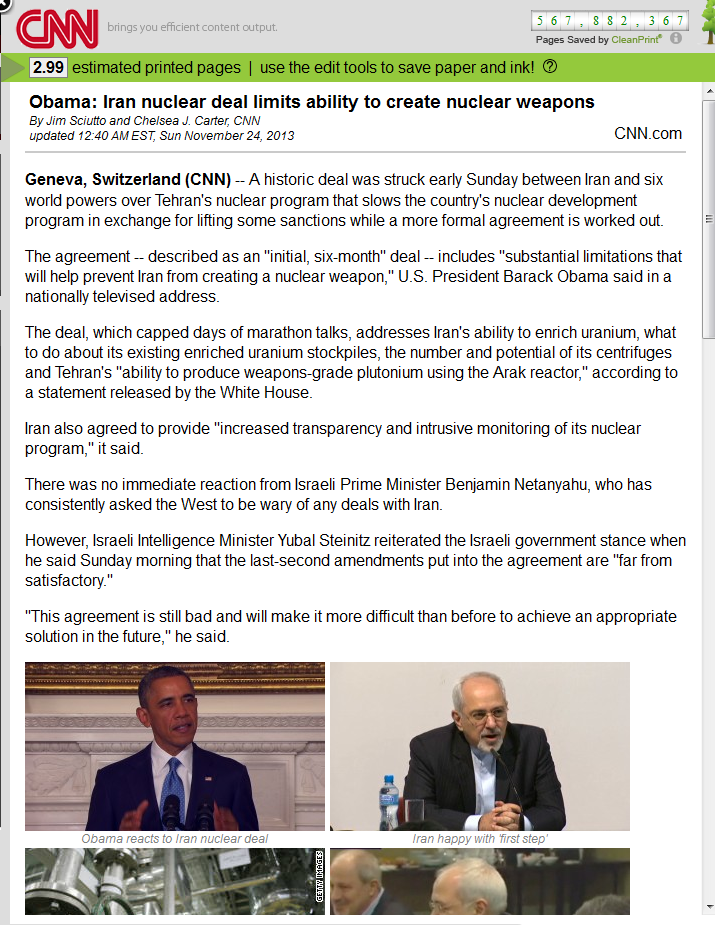 CNN brings you efficient content output.
567,882,367
Pages Saved by CleanPrint
2.99 estimated printed pages | use the edit tools to save paper and ink!
Obama: Iran nuclear deal limits ability to create nuclear weapons
By Jim Sciutto and Chelsea J. Carter, CNN
updated 12:40 AM EST, Sun November 24, 2013
CNN.com
Geneva, Switzerland (CNN) -- A historic deal was struck early Sunday between Iran and six
world powers over Tehran's nuclear program that slows the country's nuclear development
program in exchange for lifting some sanctions while a more formal agreement is worked out.
The agreement -- described as an "initial, six-month" deal -- includes "substantial limitations that
will help prevent Iran from creating a nuclear weapon," U.S. President Barack Obama said in a
nationally televised address.
The deal, which capped days of marathon talks, addresses Iran's ability to enrich uranium, what
to do about its existing enriched uranium stockpiles, the number and potential of its centrifuges
and Tehran's "ability to produce weapons-grade plutonium using the Arak reactor," according to
a statement released by the White House.
Iran also agreed to provide "increased transparency and intrusive monitoring of its nuclear
program," it said.
There was no immediate reaction from Israeli Prime Minister Benjamin Netanyahu, who has
consistently asked the West to be wary of any deals with Iran.
However, Israeli Intelligence Minister Yubal Steinitz reiterated the Israeli government stance when
he said Sunday morning that the last-second amendments put into the agreement are "far from
satisfactory."
"This agreement is still bad and will make it more difficult than before to achieve an appropriate
solution in the future," he said.
Obama reacts to Iran nuclear deal
Iran happy with 'first step'
GETTY IMAGES